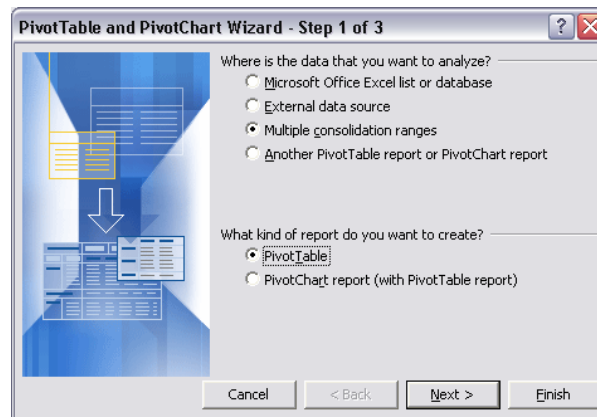 PivotTable and PivotChart Wizard - Step 1 of 3
Where is the data that you want to analyze?
Microsoft Office Excel list or database
External data source
Multiple consolidation ranges
Another PivotTable report or PivotChart report
What kind of report do you want to create?
PivotTable
PivotChart report (with PivotTable report)
Cancel < Back Next > Finish